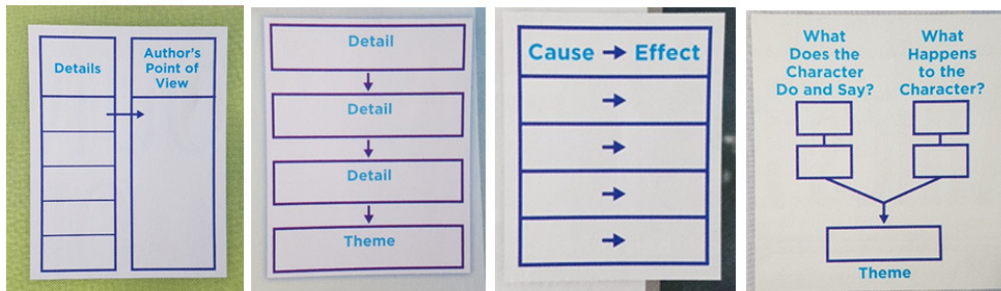 Details
Author's
Point of
View
Detail
Detail
Detail
Theme
Cause → Effect
What
Does the
Character
Do and Say?
What
Happens
to the
Character?
Theme